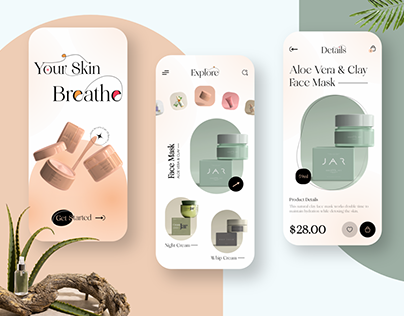 Your Skin
Breathe
Get Started
Explore
Face Mask
JAR
Night Cream
Whip Cream
Details
Aloe Vera & Clay
Face Mask
JAR
Product Details
$28.00